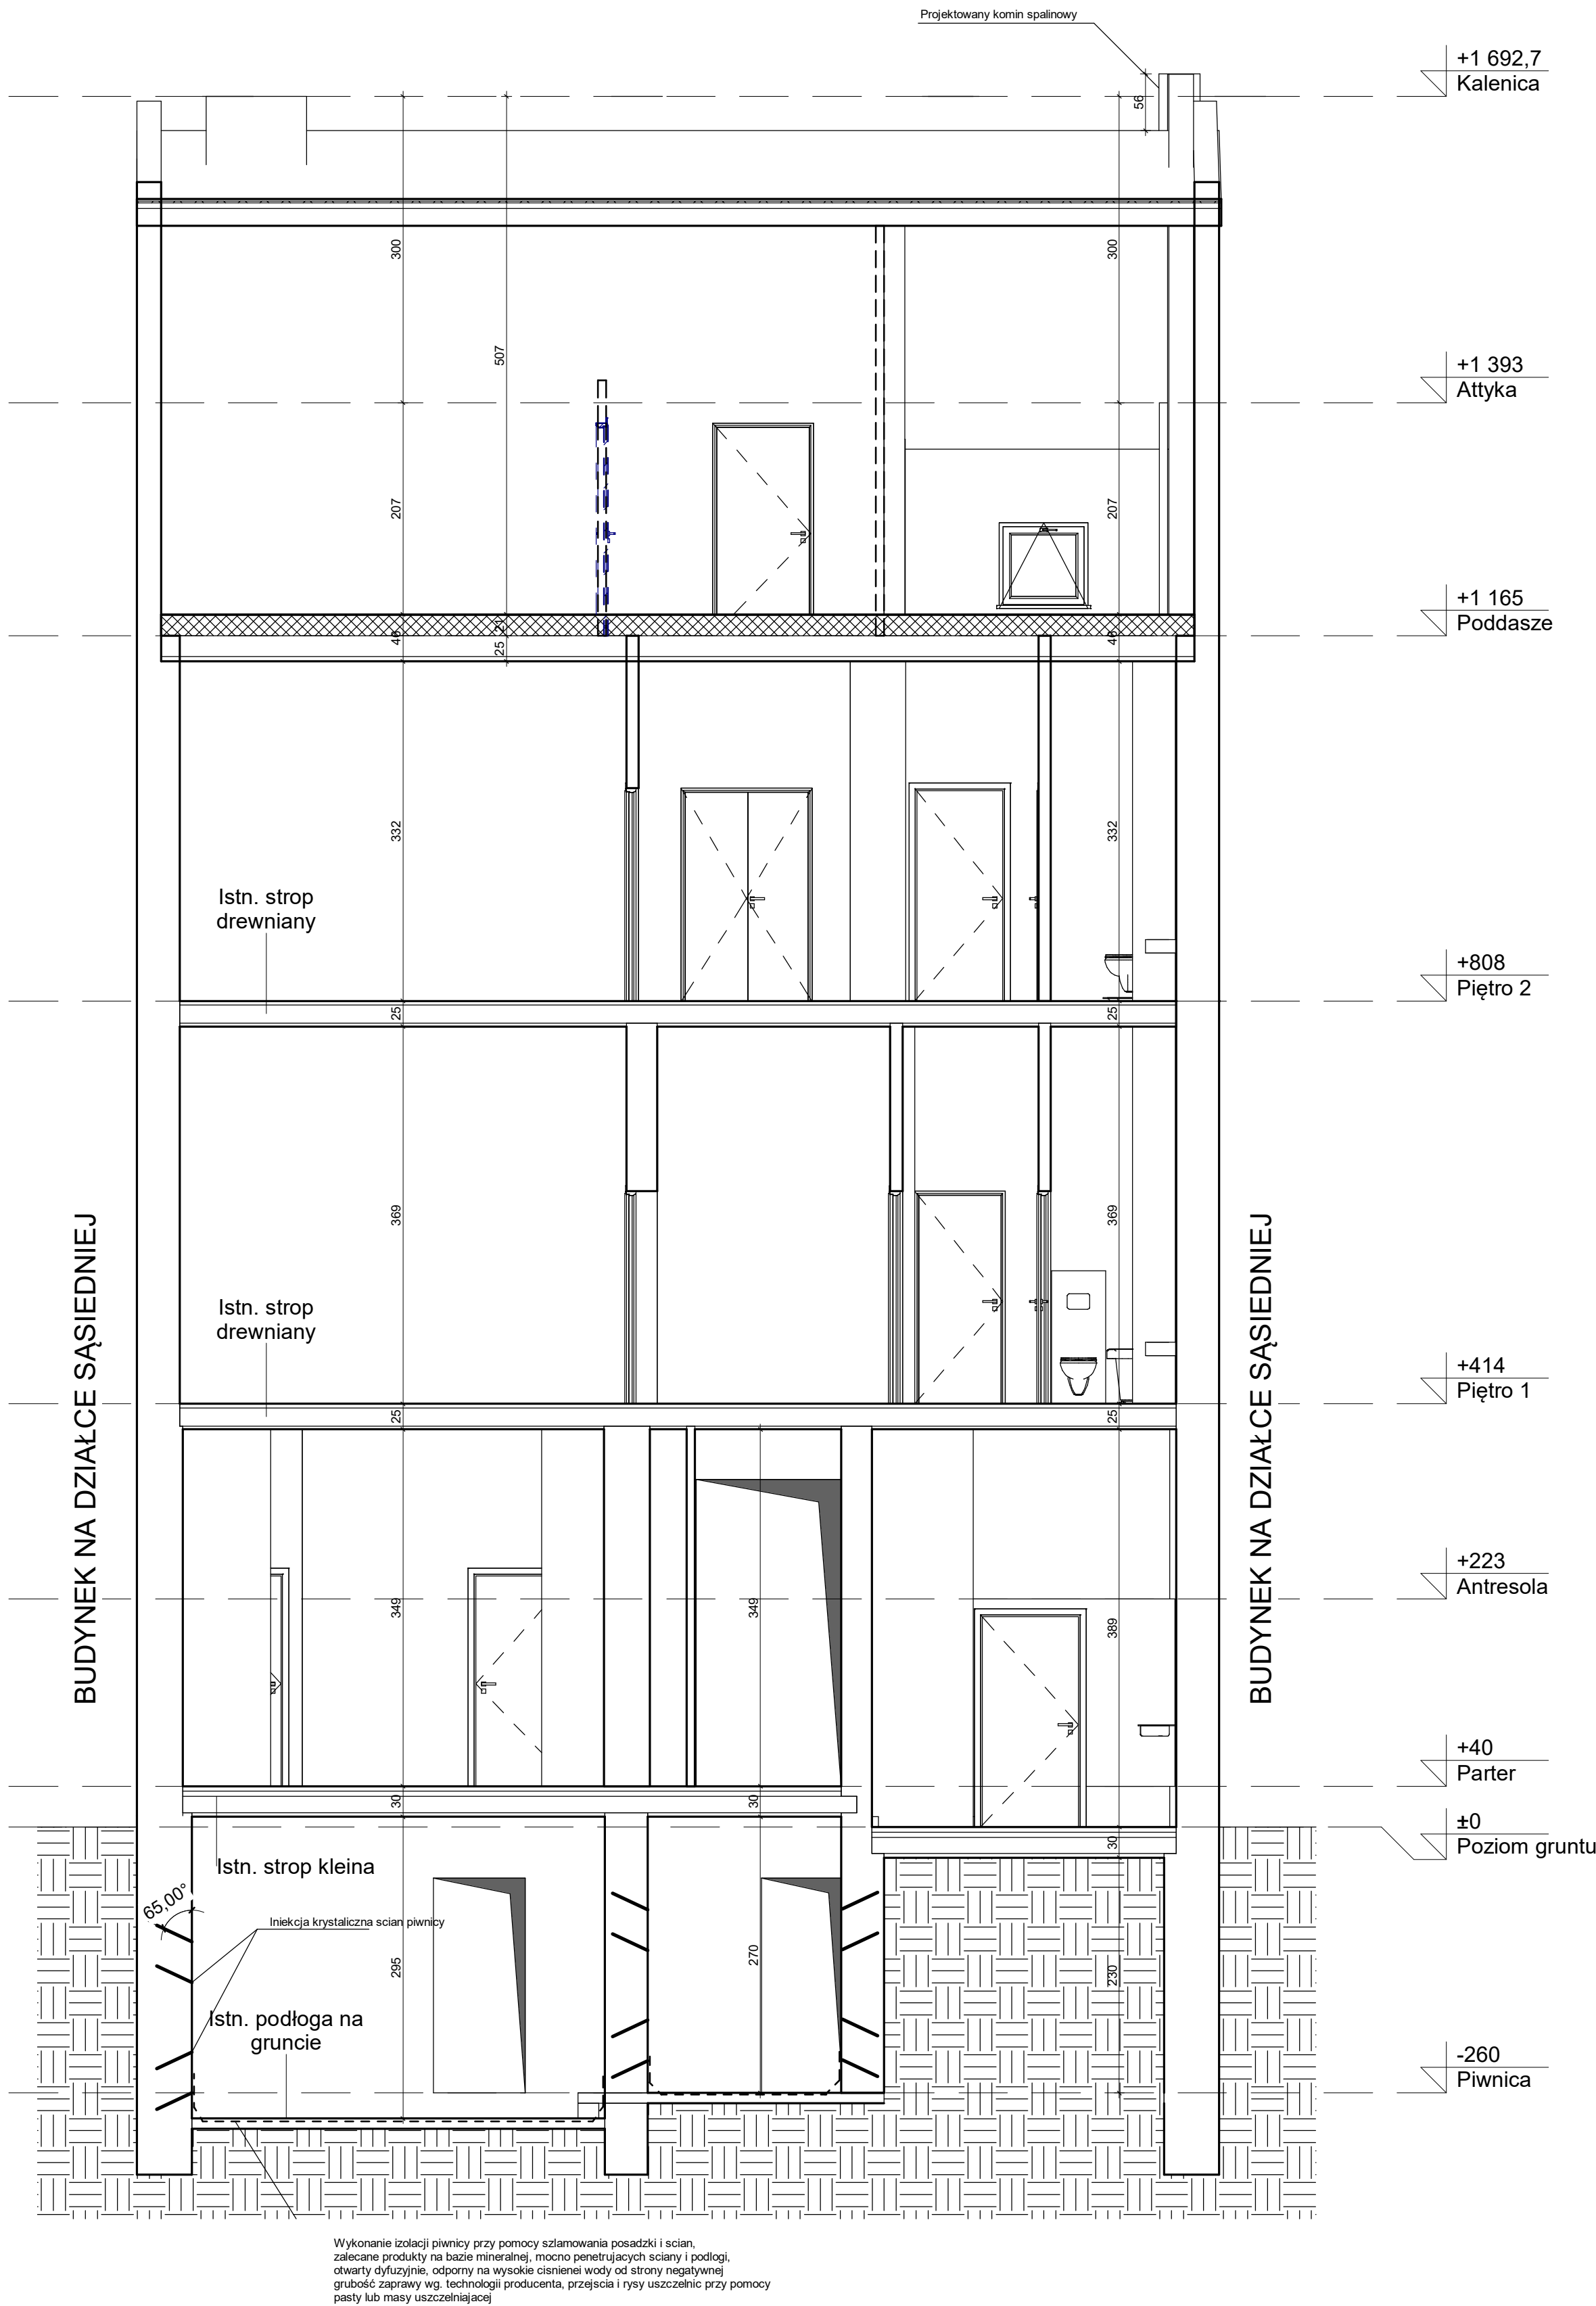 Projektowany komin spalinowy
+1 692,7
Kalenica
56
300
300
507
+1 393
Attyka
207
207
+1 165
Poddasze
46
21
25
46
332
332
Istn. strop
drewniany
+808
Piętro 2
25
25
369
369
BUDYNEK NA DZIAŁCE SĄSIEDNIEJ
BUDYNEK NA DZIAŁCE SĄSIEDNIEJ
Istn. strop
drewniany
+414
Piętro 1
25
25
349
349
389
+223
Antresola
+40
Parter
30
30
±0
Poziom gruntu
30
Istn. strop kleina
65,00°
Iniekcja krystaliczna scian piwnicy
295
270
230
Istn. podłoga na
gruncie
-260
Piwnica
Wykonanie izolacji piwnicy przy pomocy szlamowania posadzki i scian,
zalecane produkty na bazie mineralnej, mocno penetrujacych sciany i podlogi,
otwarty dyfuzyjnie, odporny na wysokie cisnienei wody od strony negatywnej
grubość zaprawy wg. technologii producenta, przejscia i rysy uszczelnic przy pomocy
pasty lub masy uszczelniajacej